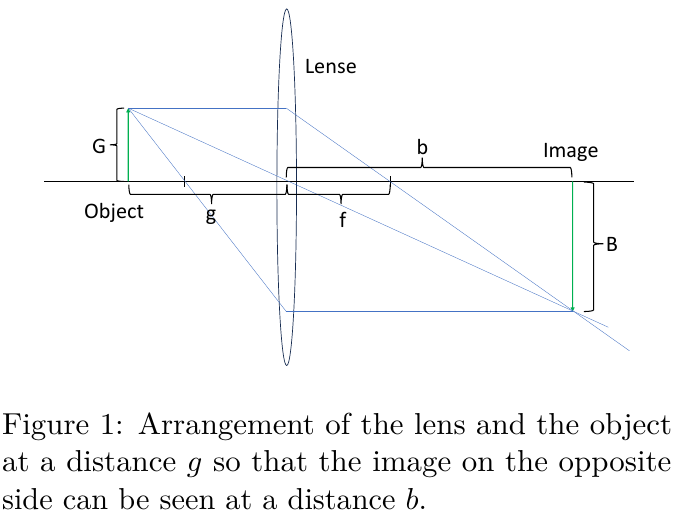 Lense
G
b
Image
Object
g
f
B
Figure 1: Arrangement of the lens and the object
at a distance g so that the image on the opposite
side can be seen at a distance b.